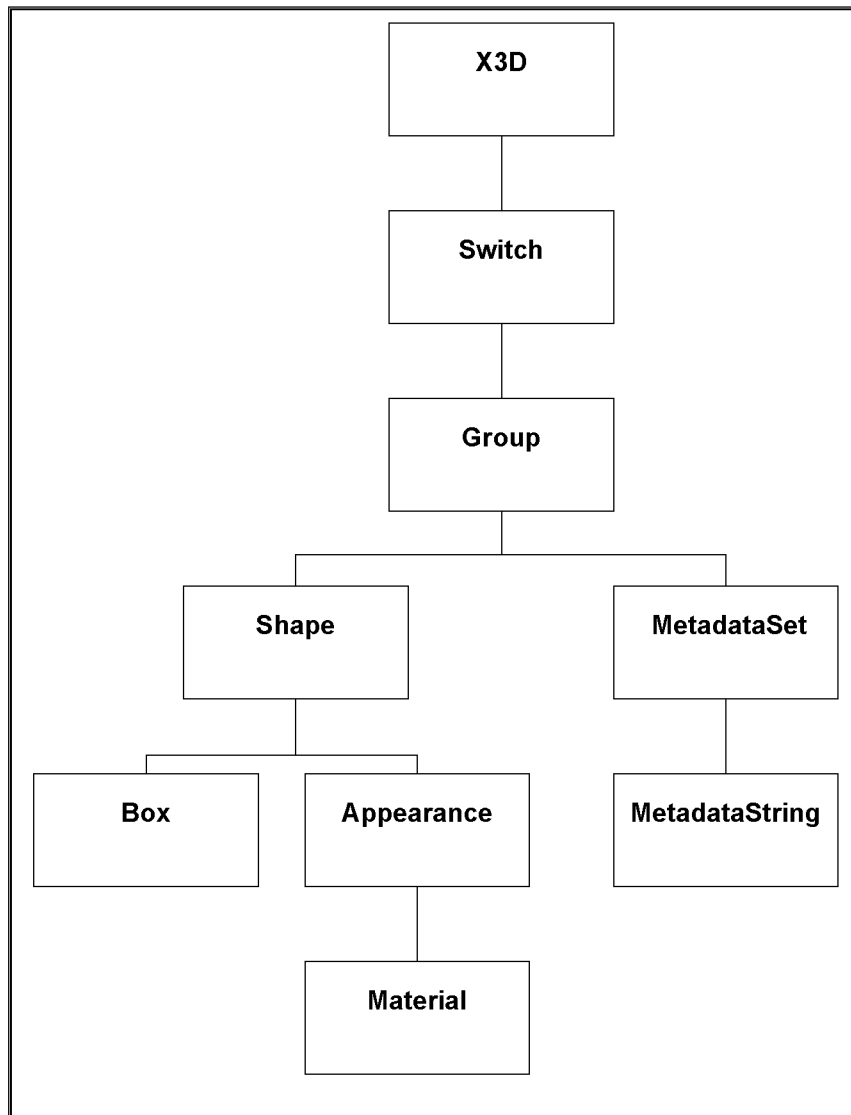 X3D
Switch
Group
Shape
MetadataSet
Box
Appearance
MetadataString
Material